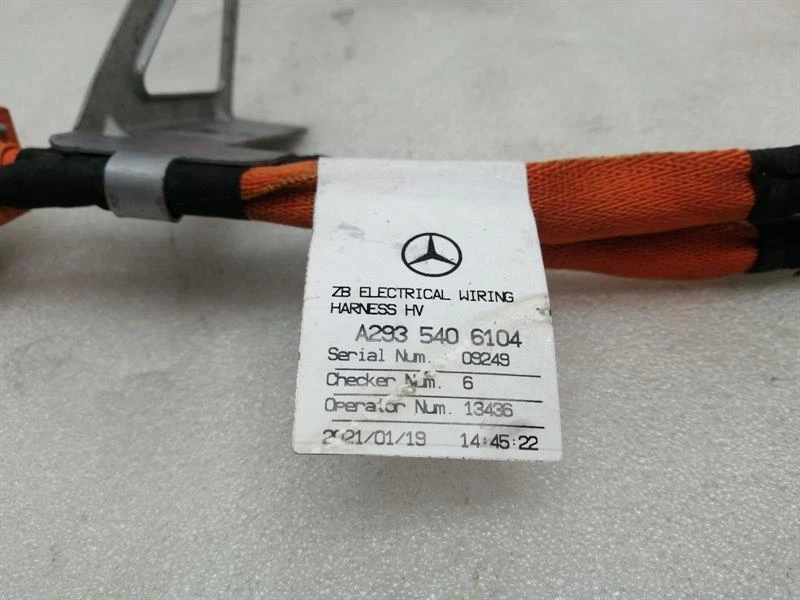 ZB ELECTRICAL WIRING
HARNESS HV
A293 540 6104
Serial Num. 09249
Checker Num. 6
Operator Num. 13436
2021/01/19 14:45:22